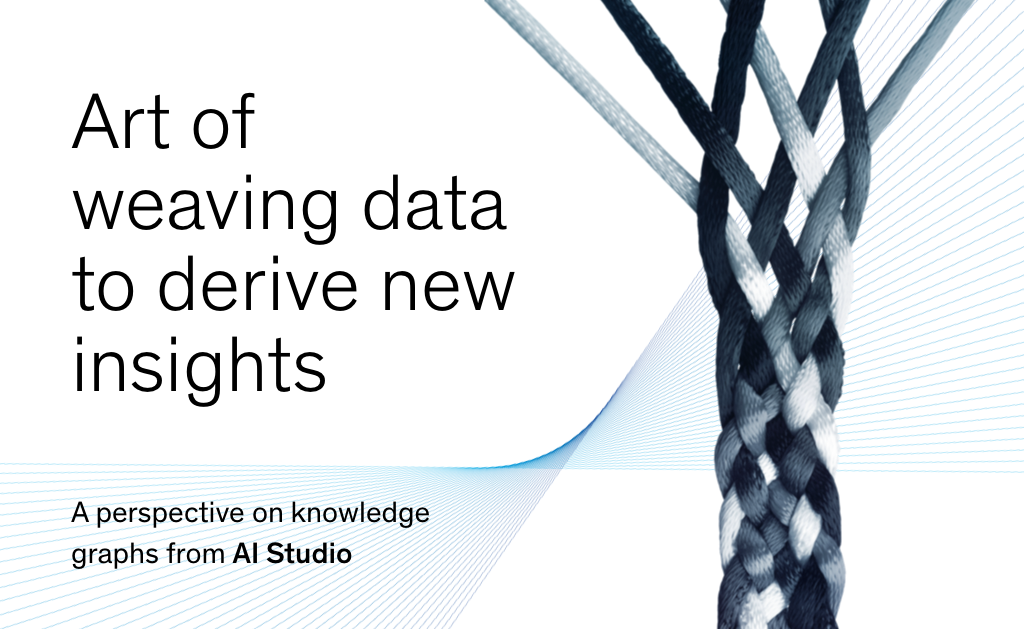 Art of
weaving data
to derive new
insights
A perspective on knowledge
graphs from AI Studio